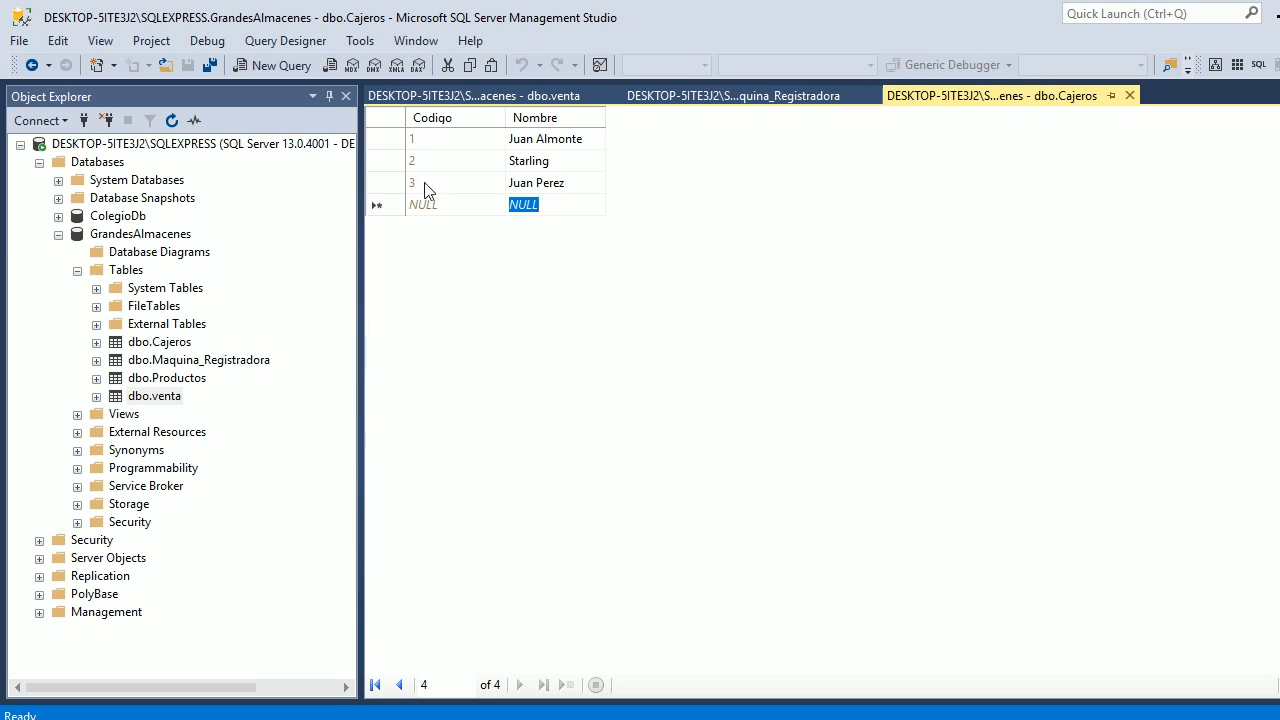 DESKTOP-5ITE3J2\SQLEXPRESS.GrandesAlmacenes - dbo.Cajeros - Microsoft SQL Server Management Studio
Quick Launch (Ctrl+Q)
File Edit View Project Debug Query Designer Tools Window Help
New Query MDX DMX XMLA DAX Generic Debugger SQL
Object Explorer
DESKTOP-5ITE3J2\S...acenes - dbo.venta DESKTOP-5ITE3J2\S...quina_Registradora DESKTOP-5ITE3J2\S...enes - dbo.Cajeros
Connect
Codigo Nombre
1 Juan Almonte
2 Starling
3 Juan Perez
NULL NULL
DESKTOP-5ITE3J2\SQLEXPRESS (SQL Server 13.0.4001 - DE
Databases
System Databases
Database Snapshots
ColegioDb
GrandesAlmacenes
Database Diagrams
Tables
System Tables
FileTables
External Tables
dbo.Cajeros
dbo.Maquina_Registradora
dbo.Productos
dbo.venta
Views
External Resources
Synonyms
Programmability
Service Broker
Storage
Security
Security
Server Objects
Replication
PolyBase
Management
4 of 4
Ready